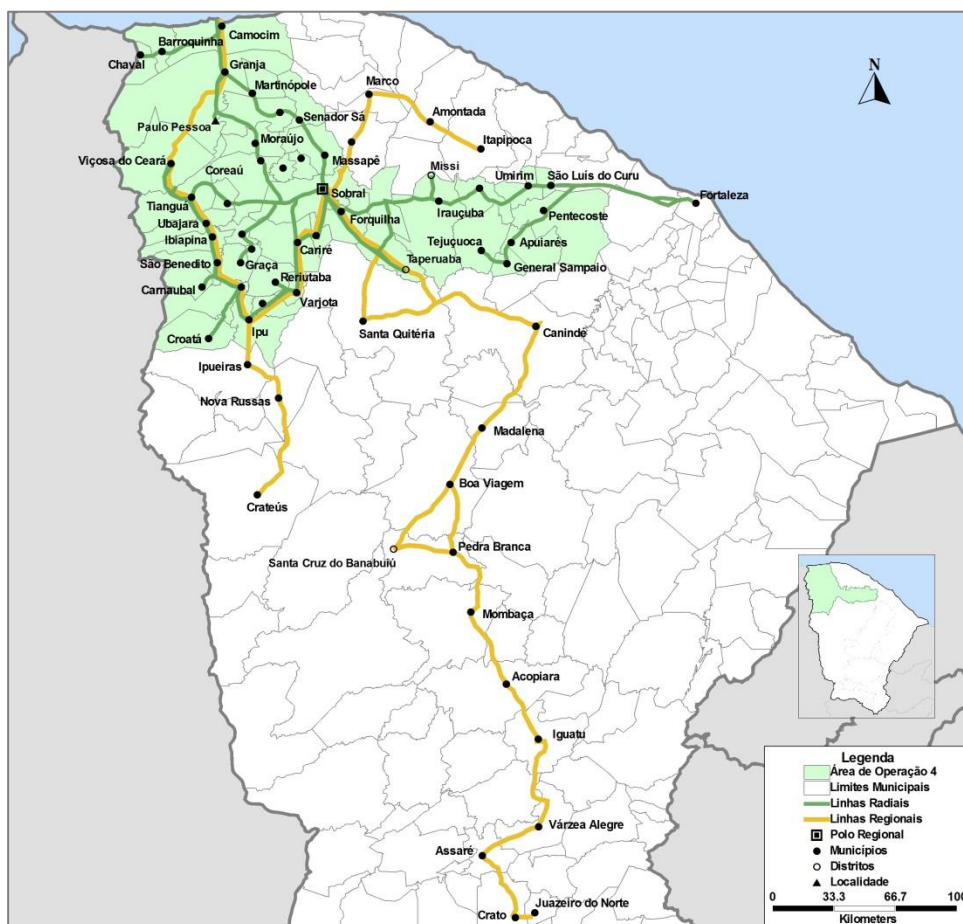 Camocim
Barroquinha
Chaval
Granja
Martinópole
Marco
N
Senador Sá
Amontada
Paulo Pessoa
Moraújo
Itapipoca
Massapê
Missi
Viçosa do Ceará
Coreaú
Umirim
São Luís do Curu
Sobral
Fortaleza
Tianguá
Forquilha
Irauçuba
Pentecoste
Ubajara
Ibiapina
Cariré
Tejuçuoca
Apuiarés
São Benedito
Graça
Taperuaba
General Sampaio
Carnaubal
Reriutaba
Varjota
Croatá
Ipu
Santa Quitéria
Canindé
Ipueiras
Nova Russas
Madalena
Boa Viagem
Crateús
Pedra Branca
Santa Cruz do Banabuiú
Mombaça
Acopiara
Iguatu
Várzea Alegre
Assaré
Juazeiro do Norte
Crato
Legenda
Área de Operação 4
Limites Municipais
Linhas Radiais
Linhas Regionais
Polo Regional
Municípios
Distritos
Localidade
0 33.3 66.7 100
Kilometers